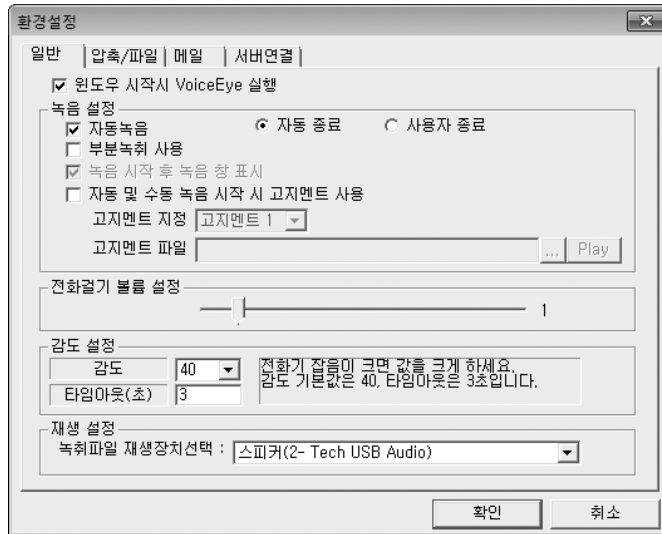 환경설정
일반 압축/파일 메일 서버연결
윈도우 시작시 VoiceEye 실행
녹음 설정
자동녹음 자동 종료 사용자 종료
부분녹취 사용
녹음 시작 후 녹음 창 표시
자동 및 수동 녹음 시작 시 고지멘트 사용
고지멘트 지정 고지멘트 1
고지멘트 파일 ... Play
전화걸기 볼륨 설정
1
감도 설정
감도 40 전화기 잡음이 크면 값을 크게 하세요.
감도 기본값은 40, 타임아웃은 3초입니다.
타임아웃(초) 3
재생 설정
녹취파일 재생장치선택 : 스피커(2- Tech USB Audio)
확인 취소